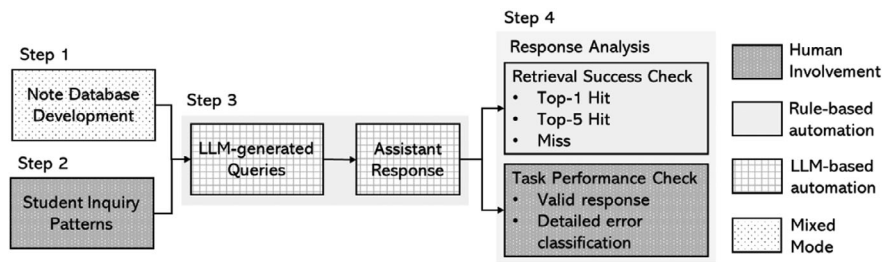 Step 1
Note Database
Development
Step 2
Student Inquiry
Patterns
Step 3
LLM-generated
Queries
Assistant
Response
Step 4
Response Analysis
Retrieval Success Check
• Top-1 Hit
• Top-5 Hit
• Miss
Task Performance Check
• Valid response
• Detailed error
classification
Human
Involvement
Rule-based
automation
LLM-based
automation
Mixed
Mode